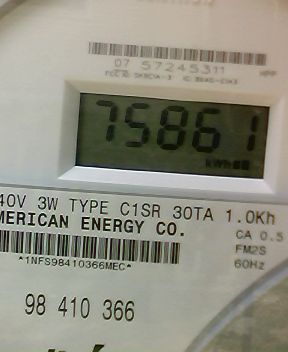 07 57245311
75861
kWh
40V 3W TYPE C1SR 30TA 1.0Kh
MERICAN ENERGY CO.
CA 0.5
FM2S
60Hz
*1NFS98410366MEC*
98 410 366